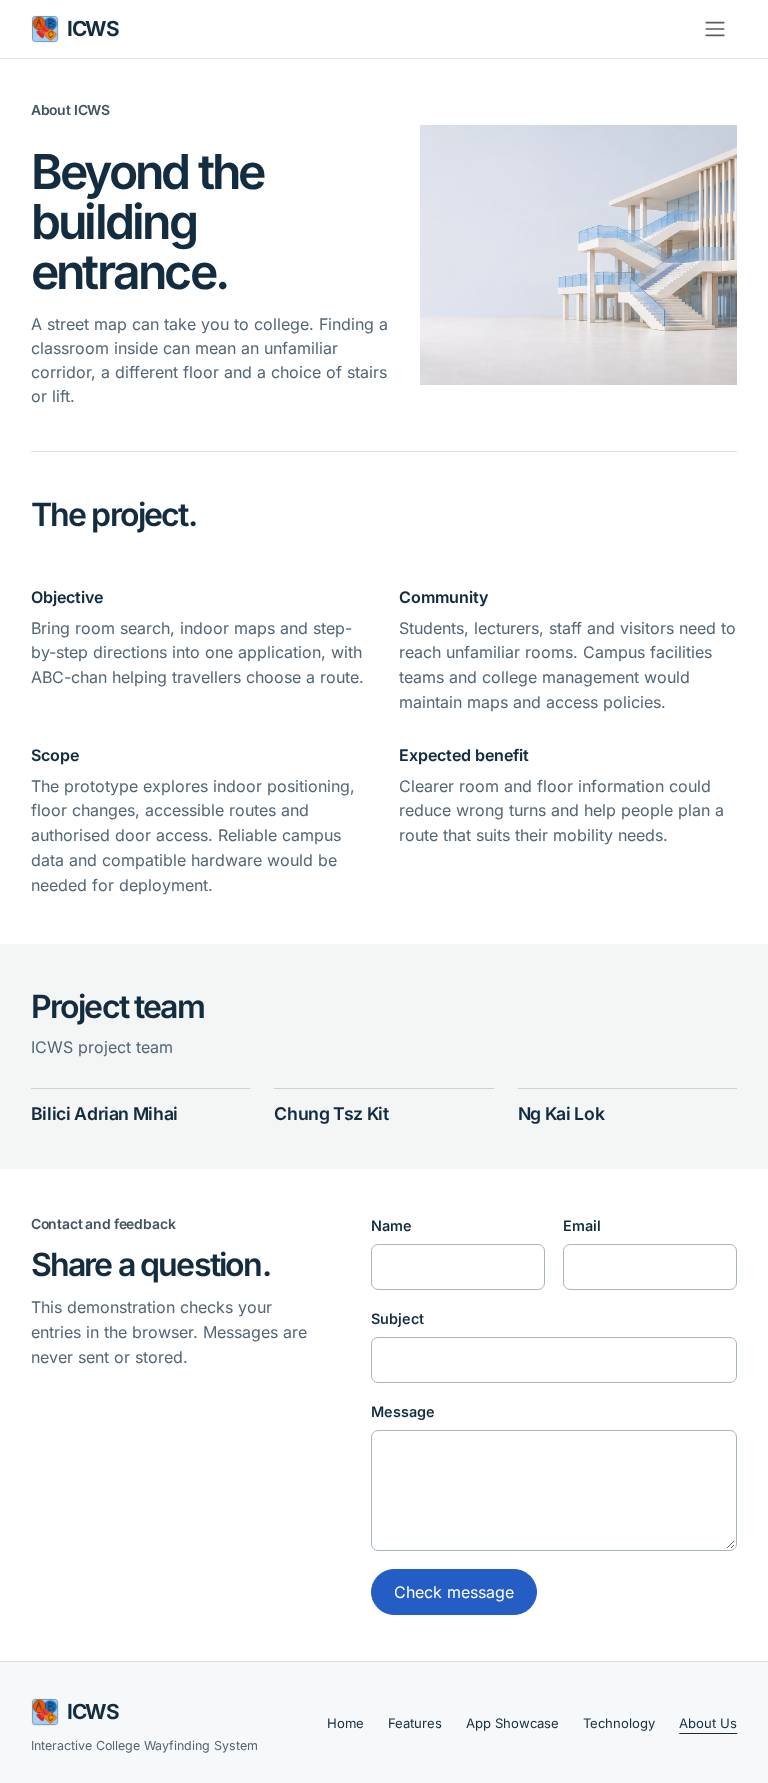 ICWS
About ICWS
Beyond the
building
entrance.
A street map can take you to college. Finding a
classroom inside can mean an unfamiliar
corridor, a different floor and a choice of stairs
or lift.
The project.
Objective
Bring room search, indoor maps and step-
by-step directions into one application, with
ABC-chan helping travellers choose a route.
Community
Students, lecturers, staff and visitors need to
reach unfamiliar rooms. Campus facilities
teams and college management would
maintain maps and access policies.
Scope
The prototype explores indoor positioning,
floor changes, accessible routes and
authorised door access. Reliable campus
data and compatible hardware would be
needed for deployment.
Expected benefit
Clearer room and floor information could
reduce wrong turns and help people plan a
route that suits their mobility needs.
Project team
ICWS project team
Bilici Adrian Mihai
Chung Tsz Kit
Ng Kai Lok
Contact and feedback
Share a question.
This demonstration checks your
entries in the browser. Messages are
never sent or stored.
Name
Email
Subject
Message
Check message
ICWS
Interactive College Wayfinding System
Home
Features
App Showcase
Technology
About Us